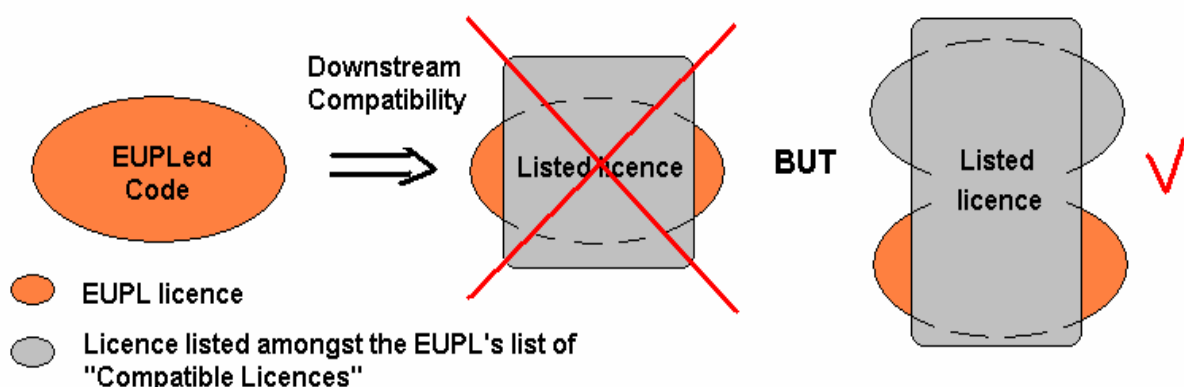 EUPLed
Code
Downstream
Compatibility
Listed licence
BUT
Listed
licence
EUPL licence
Licence listed amongst the EUPL's list of
"Compatible Licences"